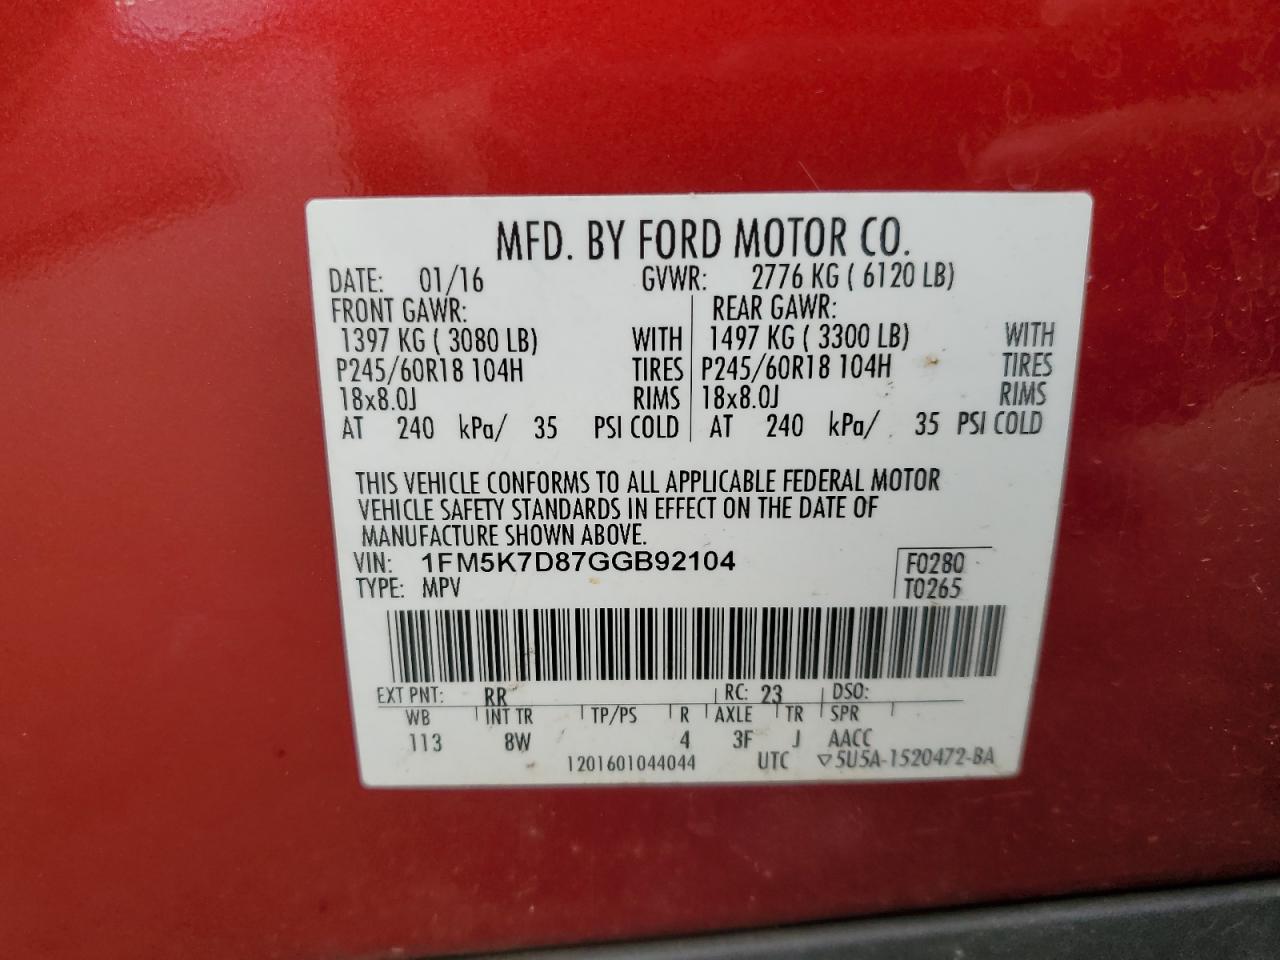 MFD. BY FORD MOTOR CO.
DATE: 01/16 GVWR: 2776 KG ( 6120 LB)
FRONT GAWR: REAR GAWR:
1397 KG ( 3080 LB) WITH 1497 KG ( 3300 LB) WITH
P245/60R18 104H TIRES P245/60R18 104H TIRES
18x8.0J RIMS 18x8.0J RIMS
AT 240 kPa/ 35 PSI COLD AT 240 kPa/ 35 PSI COLD
THIS VEHICLE CONFORMS TO ALL APPLICABLE FEDERAL MOTOR
VEHICLE SAFETY STANDARDS IN EFFECT ON THE DATE OF
MANUFACTURE SHOWN ABOVE.
VIN: 1FM5K7D87GGB92104 F0280
TYPE: MPV T0265
EXT PNT: RR RC: 23 DSO:
WB INT TR TP/PS R AXLE TR SPR
113 8W 4 3F J AACC
1201601044044 UTC ▽5U5A-1520472-BA